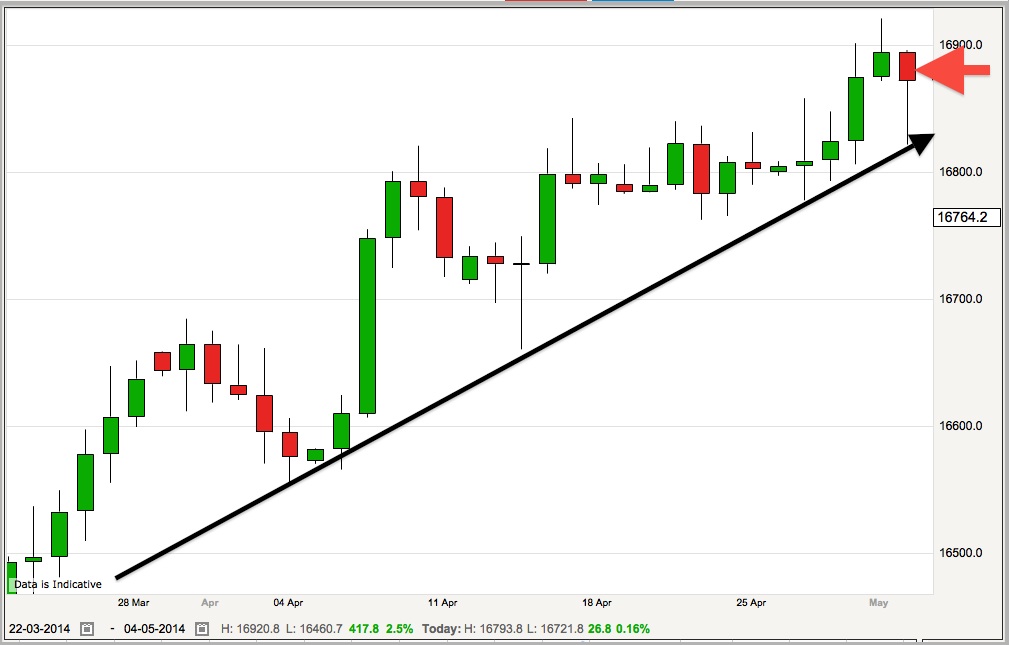 16900.0
16800.0
16764.2
16700.0
16600.0
16500.0
Data is Indicative
28 Mar Apr 04 Apr 11 Apr 18 Apr 25 Apr May
22-03-2014 - 04-05-2014 H: 16920.8 L: 16460.7 417.8 2.5% Today: H: 16793.8 L: 16721.8 26.8 0.16%